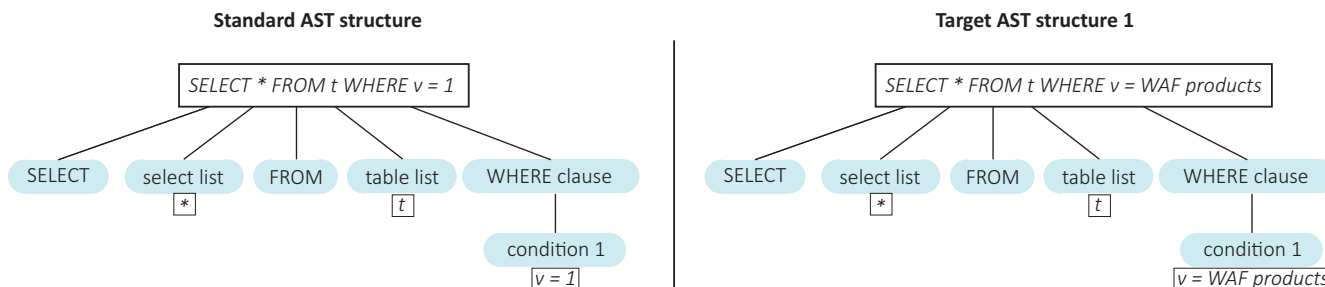 Standard AST structure
SELECT * FROM t WHERE v = 1
SELECT select list FROM table list WHERE clause
* t
condition 1
v = 1
Target AST structure 1
SELECT * FROM t WHERE v = WAF products
SELECT select list FROM table list WHERE clause
* t
condition 1
v = WAF products